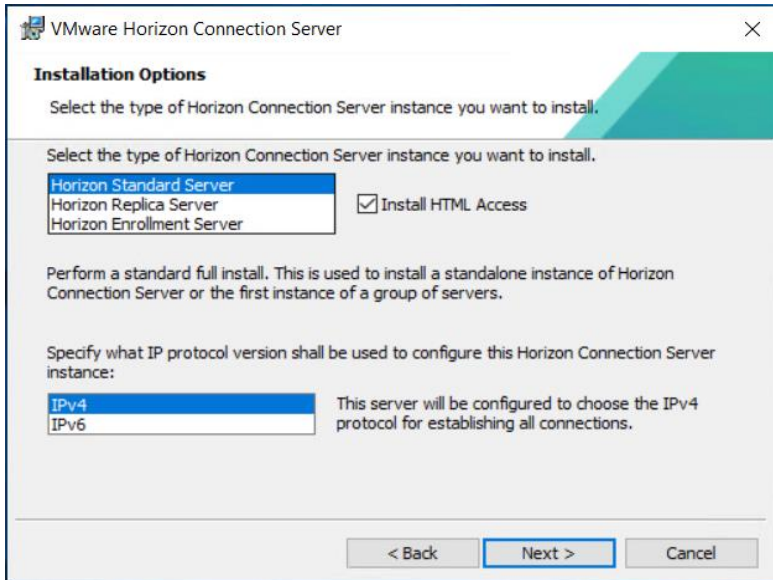 VMware Horizon Connection Server
Installation Options
Select the type of Horizon Connection Server instance you want to install.
Select the type of Horizon Connection Server instance you want to install.
Horizon Standard Server
Horizon Replica Server
Horizon Enrollment Server
Install HTML Access
Perform a standard full install. This is used to install a standalone instance of Horizon
Connection Server or the first instance of a group of servers.
Specify what IP protocol version shall be used to configure this Horizon Connection Server
instance:
IPv4
IPv6
This server will be configured to choose the IPv4
protocol for establishing all connections.
< Back
Next >
Cancel